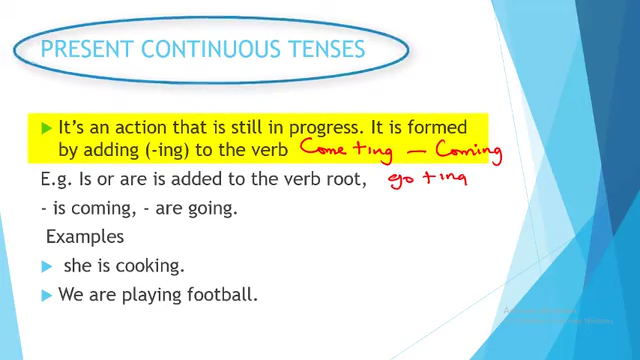 PRESENT CONTINUOUS TENSES
It's an action that is still in progress. It is formed
by adding (-ing) to the verb Come + ing – Coming
E.g. Is or are is added to the verb root, go + ing
- is coming, - are going.
Examples
she is cooking.
We are playing football.